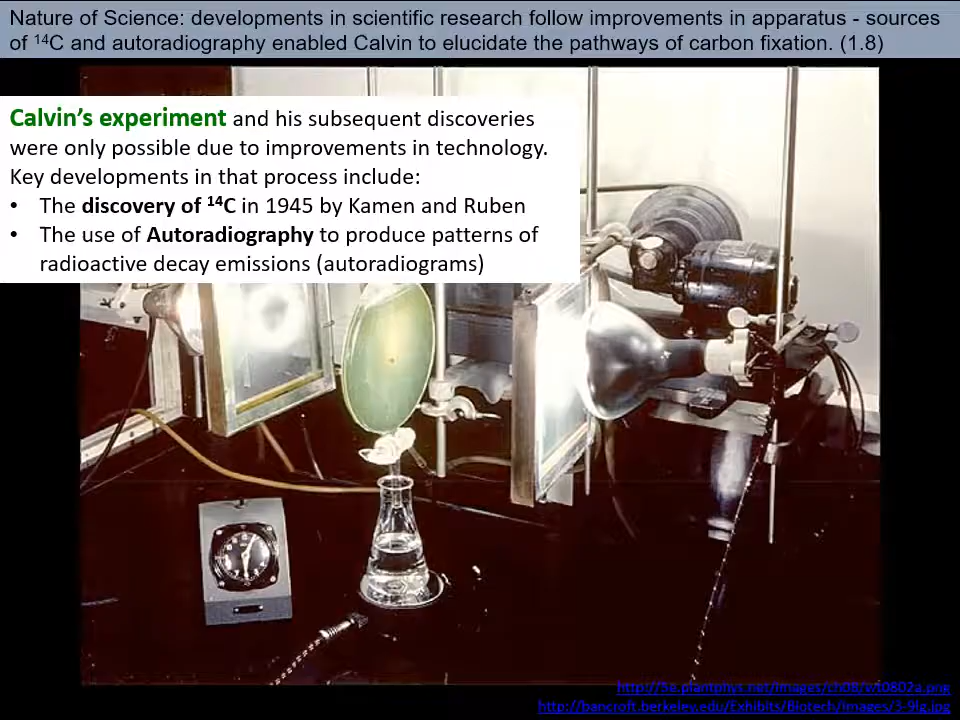 Nature of Science: developments in scientific research follow improvements in apparatus - sources
of ¹⁴C and autoradiography enabled Calvin to elucidate the pathways of carbon fixation. (1.8)
Calvin’s experiment and his subsequent discoveries
were only possible due to improvements in technology.
Key developments in that process include:
• The discovery of ¹⁴C in 1945 by Kamen and Ruben
• The use of Autoradiography to produce patterns of
radioactive decay emissions (autoradiograms)
http://5e.plantphys.net/images/ch08/wt0802a.png
http://bancroft.berkeley.edu/Exhibits/Biotech/images/3-9lg.jpg